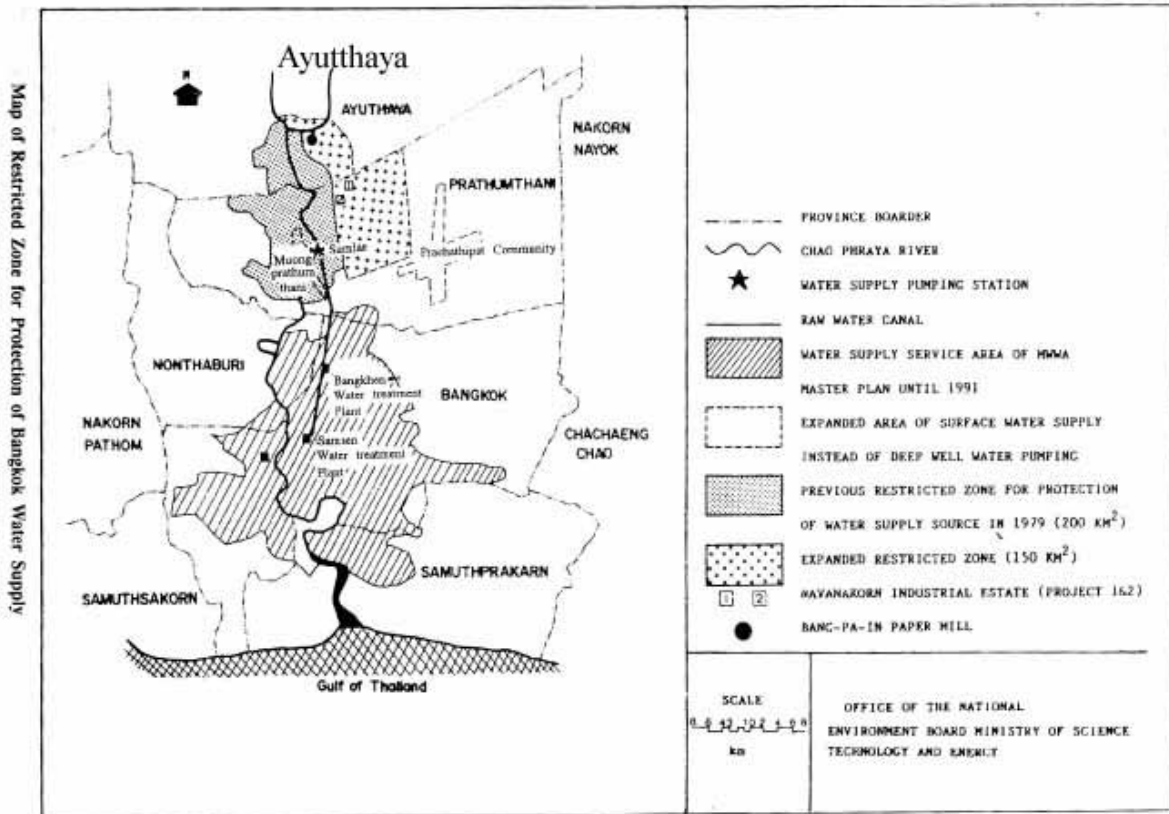 Map of Restricted Zone for Protection of Bangkok Water Supply
N
Ayutthaya
AYUTHAYA
NAKORN
NAYOK
PRATHUMTHANI
1
2
Samlae
Prachathipat Community
Muong
prathum
thani
NONTHABURI
Bangkhen
Water treatment
Plant
BANGKOK
NAKORN
PATHOM
Samsen
Water treatment
Plant
CHACHAENG
CHAO
SAMUTHPRAKARN
SAMUTHSAKORN
Gulf of Thailand
PROVINCE BOARDER
CHAO PHRAYA RIVER
WATER SUPPLY PUMPING STATION
RAW WATER CANAL
WATER SUPPLY SERVICE AREA OF MWWA
MASTER PLAN UNTIL 1991
EXPANDED AREA OF SURFACE WATER SUPPLY
INSTEAD OF DEEP WELL WATER PUMPING
PREVIOUS RESTRICTED ZONE FOR PROTECTION
OF WATER SUPPLY SOURCE IN 1979 (200 KM²)
EXPANDED RESTRICTED ZONE (150 KM²)
1 2 NAVANAKORN INDUSTRIAL ESTATE (PROJECT 1&2)
BANG-PA-IN PAPER MILL
SCALE
km
OFFICE OF THE NATIONAL
ENVIRONMENT BOARD MINISTRY OF SCIENCE
TECHNOLOGY AND ENERGY